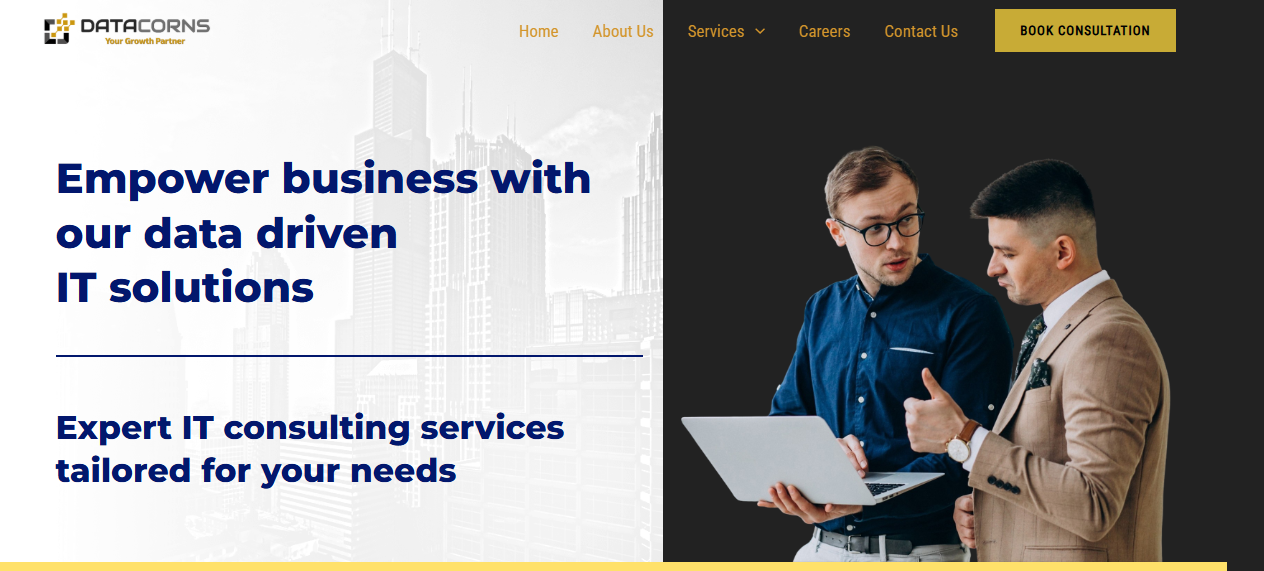 DATACORNS
Your Growth Partner
Home
About Us
Services
Careers
Contact Us
BOOK CONSULTATION
Empower business with
our data driven
IT solutions
Expert IT consulting services
tailored for your needs